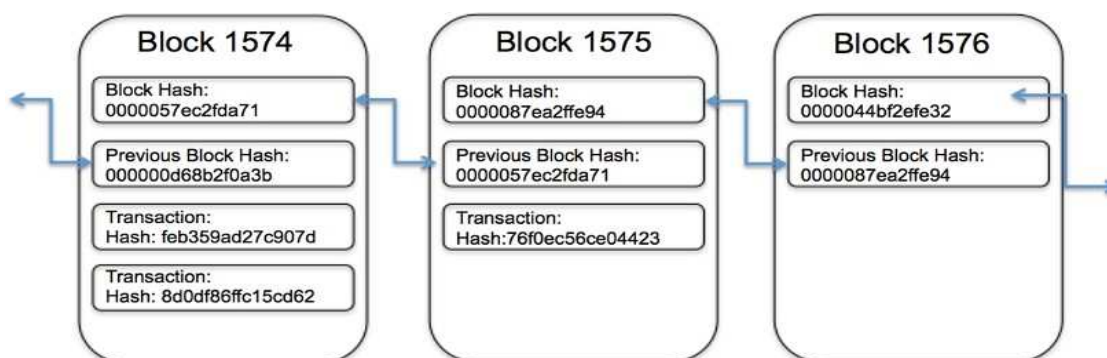 Block 1574
Block Hash:
0000057ec2fda71
Previous Block Hash:
000000d68b2f0a3b
Transaction:
Hash: feb359ad27c907d
Transaction:
Hash: 8d0df86ffc15cd62
Block 1575
Block Hash:
0000087ea2ffe94
Previous Block Hash:
0000057ec2fda71
Transaction:
Hash:76f0ec56ce04423
Block 1576
Block Hash:
0000044bf2efe32
Previous Block Hash:
0000087ea2ffe94